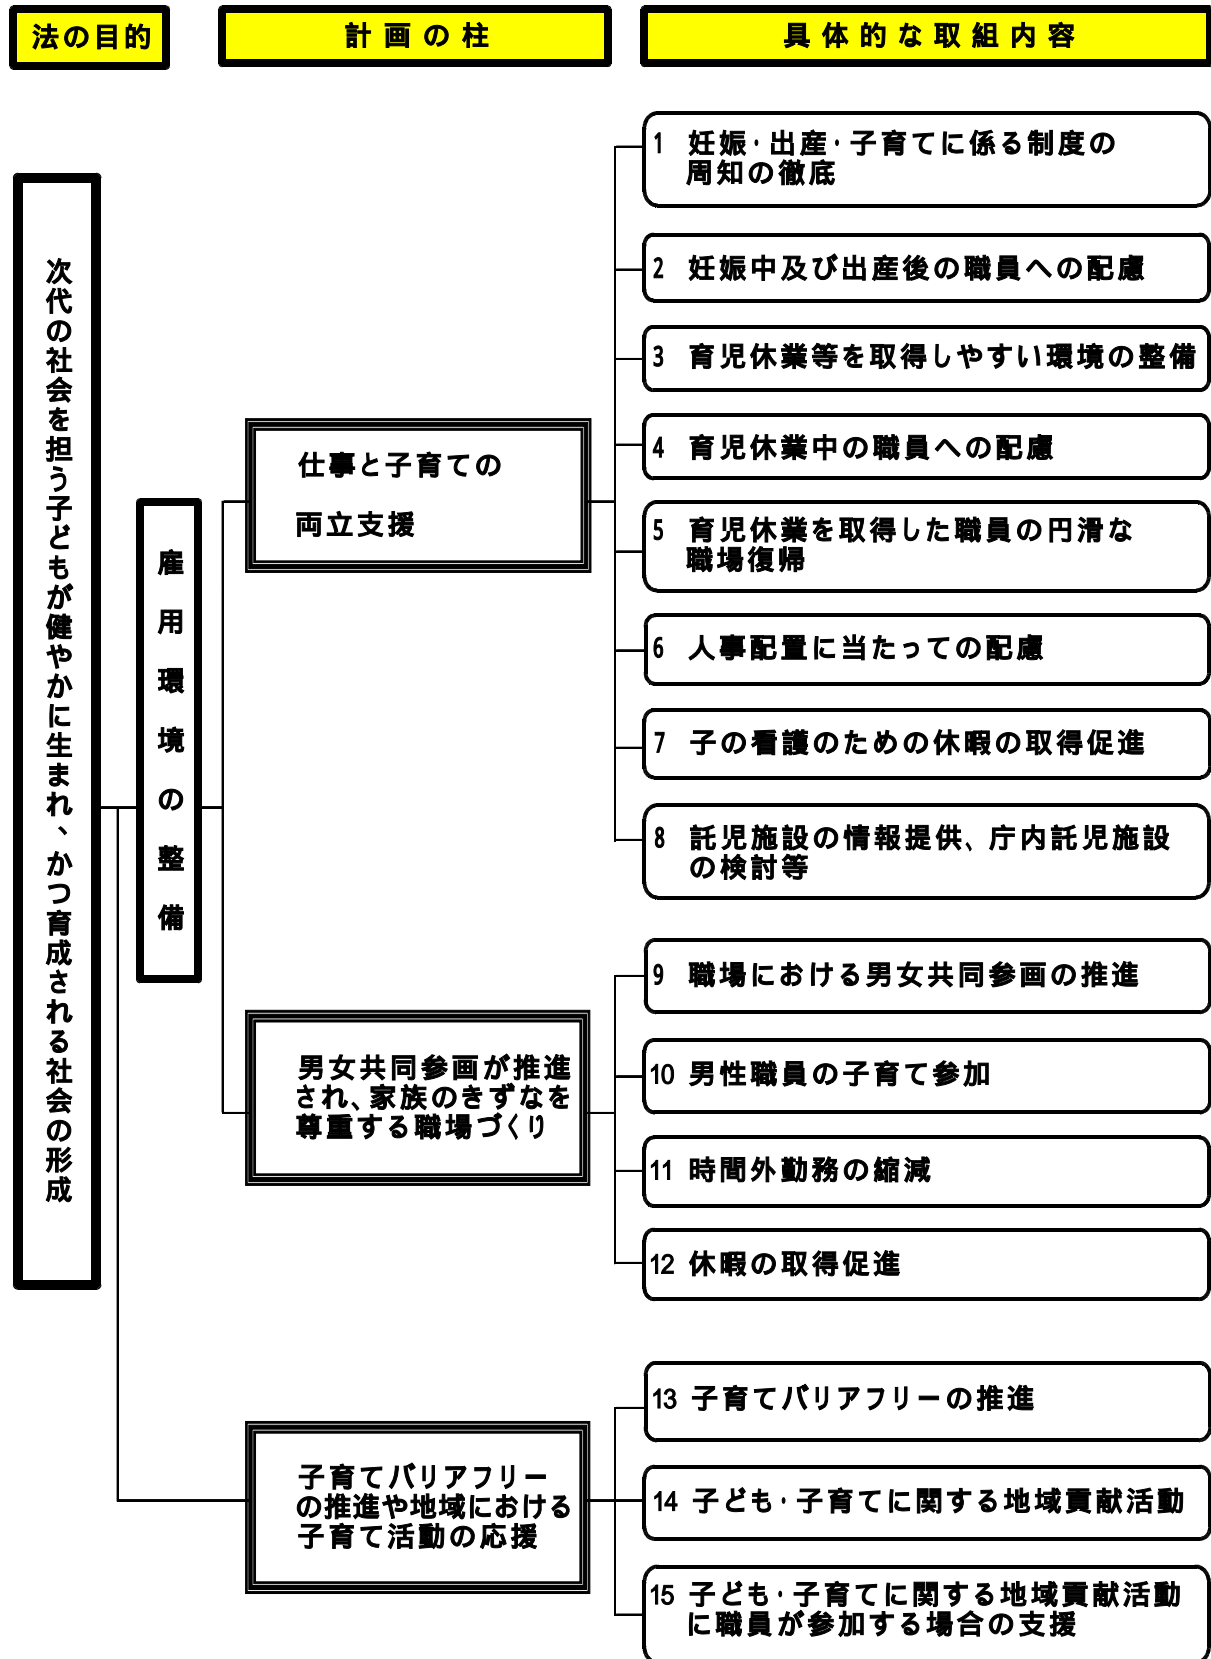 法の目的
計画の柱
具体的な取組内容
次代の社会を担う子どもが健やかに生まれ、かつ育成される社会の形成
雇用環境の整備
仕事と子育ての
両立支援
1 妊娠・出産・子育てに係る制度の
周知の徹底
2 妊娠中及び出産後の職員への配慮
3 育児休業等を取得しやすい環境の整備
4 育児休業中の職員への配慮
5 育児休業を取得した職員の円滑な
職場復帰
6 人事配置に当たっての配慮
7 子の看護のための休暇の取得促進
8 託児施設の情報提供、庁内託児施設
の検討等
男女共同参画が推進
され、家族のきずなを
尊重する職場づくり
9 職場における男女共同参画の推進
10 男性職員の子育て参加
11 時間外勤務の縮減
12 休暇の取得促進
子育てバリアフリー
の推進や地域における
子育て活動の応援
13 子育てバリアフリーの推進
14 子ども・子育てに関する地域貢献活動
15 子ども・子育てに関する地域貢献活動
に職員が参加する場合の支援